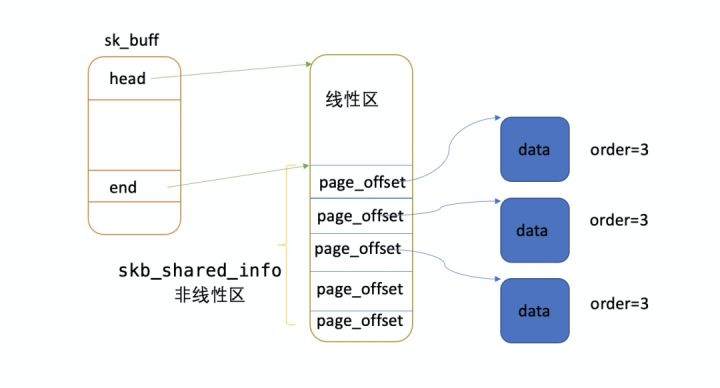 sk_buff
head
end
线性区
page_offset
page_offset
page_offset
page_offset
page_offset
skb_shared_info
非线性区
data
order=3
data
order=3
data
order=3